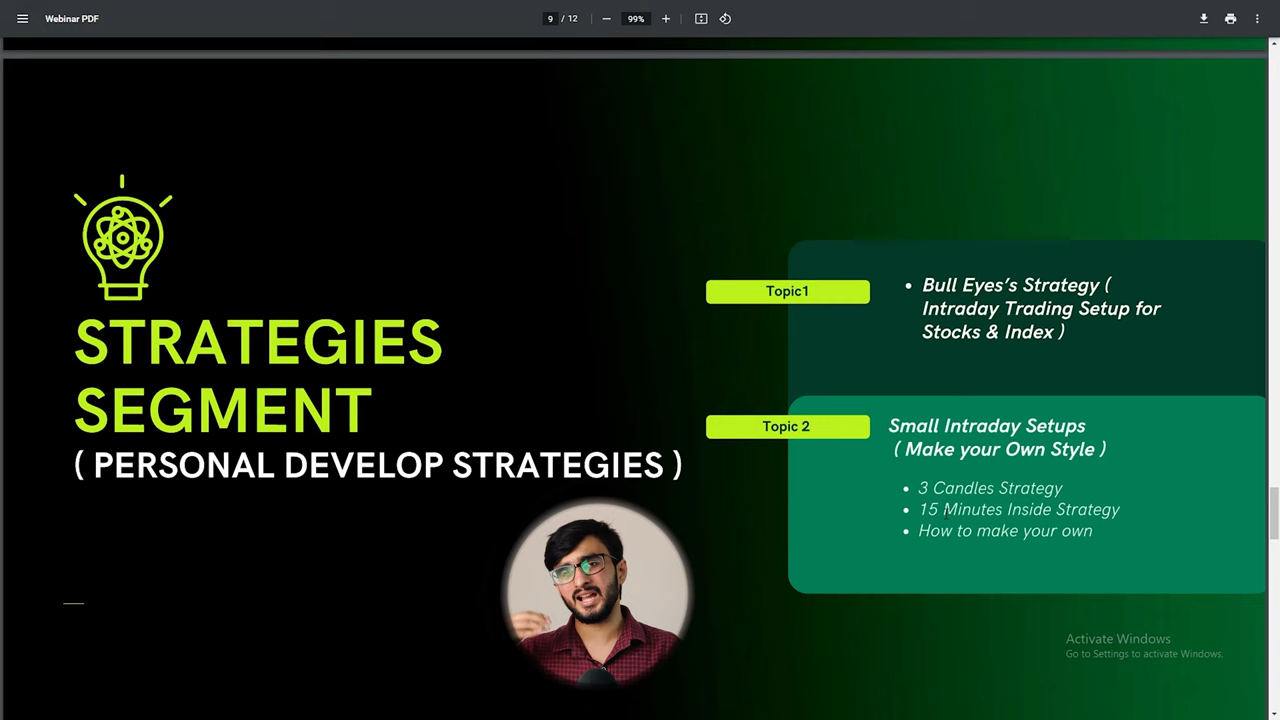 Webinar PDF
9 / 12
99%
STRATEGIES
SEGMENT
( PERSONAL DEVELOP STRATEGIES )
Topic1
• Bull Eyes's Strategy (
Intraday Trading Setup for
Stocks & Index )
Topic 2
Small Intraday Setups
( Make your Own Style )
• 3 Candles Strategy
• 15 Minutes Inside Strategy
• How to make your own
Activate Windows
Go to Settings to activate Windows.